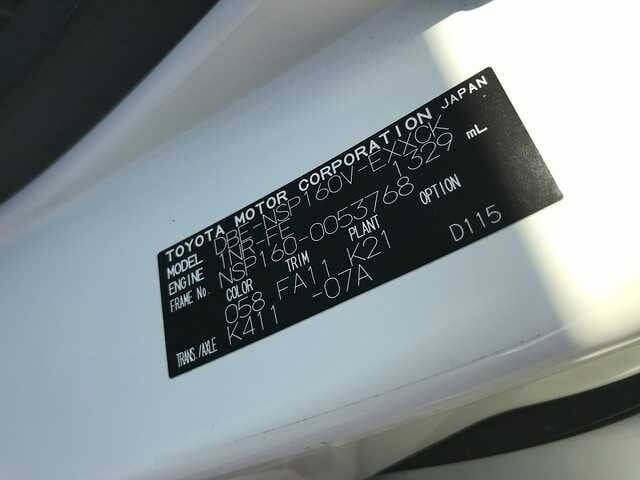 TOYOTA MOTOR CORPORATION JAPAN
MODEL DBE-NSP160V-EXXCK
ENGINE 1NR-FE 1329 mL
FRAME No. NSP160-0053768
COLOR TRIM PLANT OPTION
058 FA11 K21
TRANS./AXLE K411 -07A D115